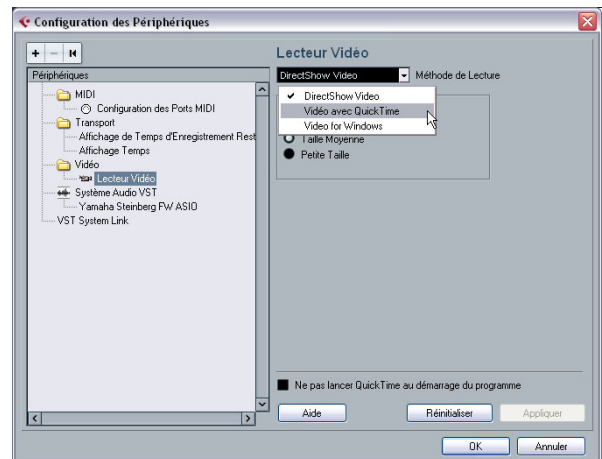 Configuration des Périphériques
Périphériques
MIDI
Configuration des Ports MIDI
Transport
Affichage de Temps d'Enregistrement Rest
Affichage Temps
Vidéo
Lecteur Vidéo
Système Audio VST
Yamaha Steinberg FW ASIO
VST System Link
Lecteur Vidéo
DirectShow Video Méthode de Lecture
DirectShow Video
Vidéo avec QuickTime
Video for Windows
Taille Moyenne
Petite Taille
Ne pas lancer QuickTime au démarrage du programme
Aide Réinitialiser Appliquer
OK Annuler